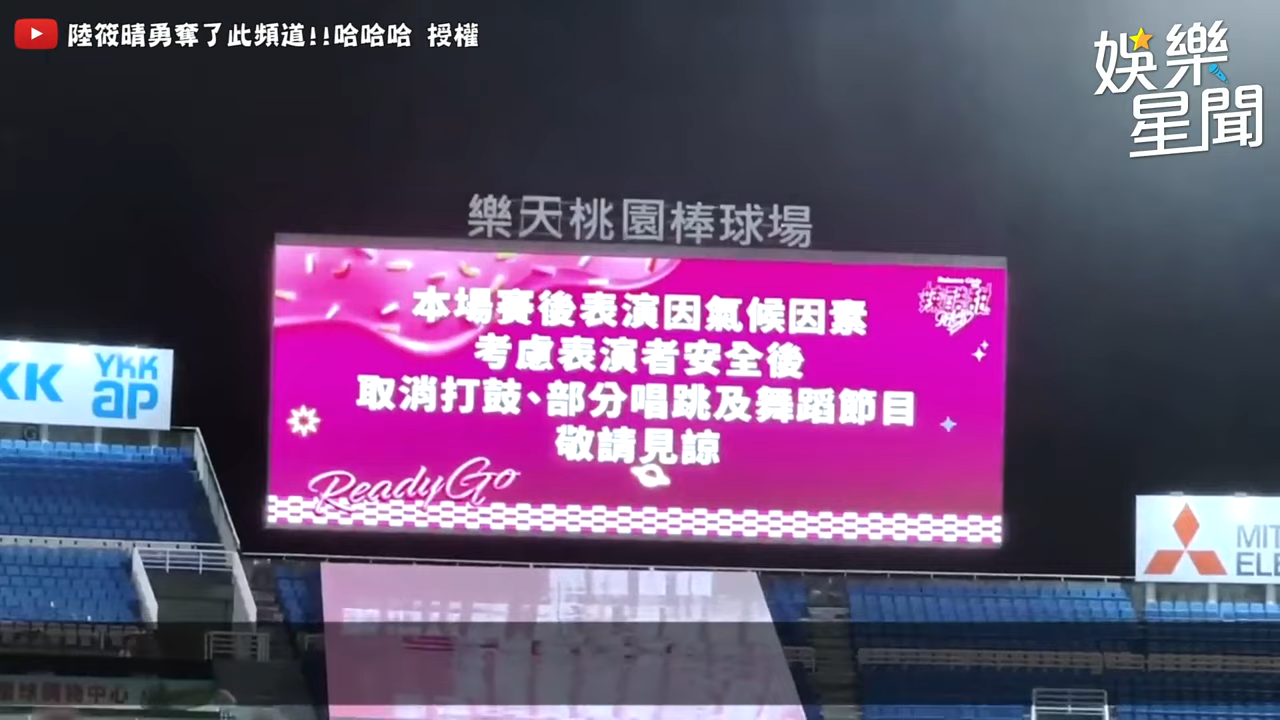 陸筱晴勇奪了此頻道!!哈哈哈 授權
娛樂
星聞
樂天桃園棒球場
本場賽後表演因氣候因素
考慮表演者安全後
取消打鼓、部分唱跳及舞蹈節目
敬請見諒
ReadyGo
KK
YKK
ap
MIT
ELE